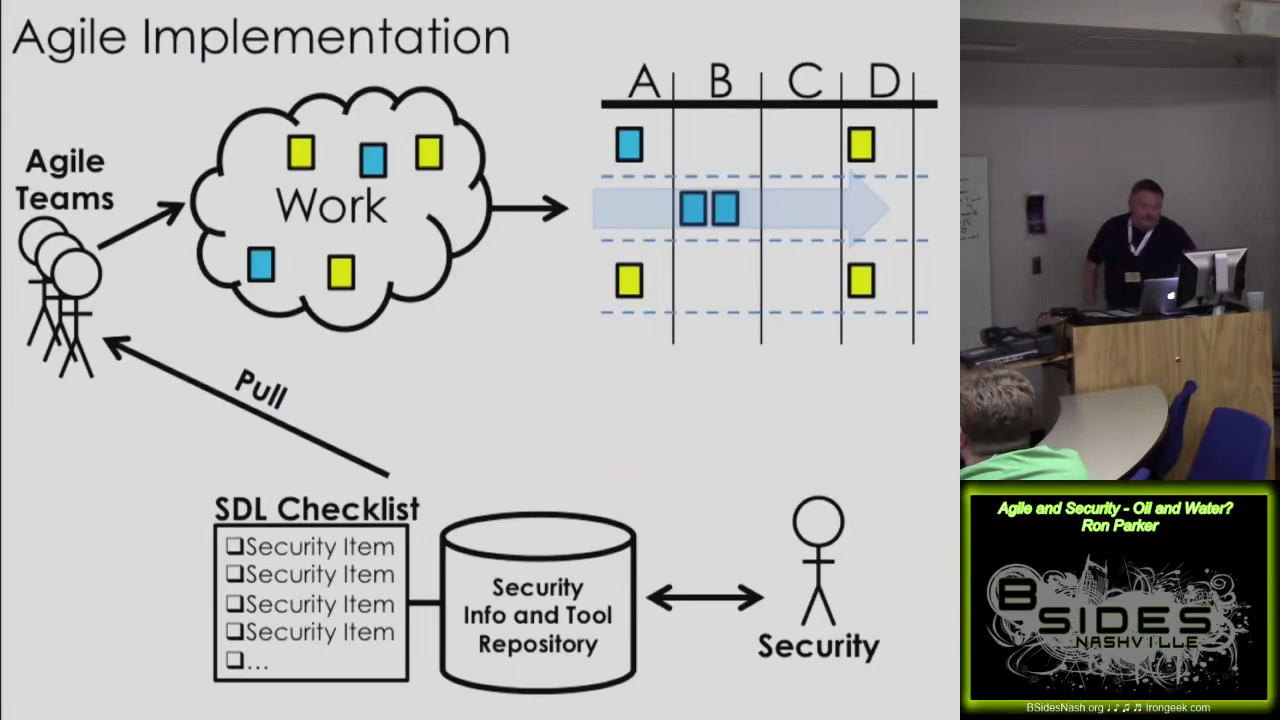 Agile Implementation
Agile
Teams
Work
A B C D
Pull
SDL Checklist
❑Security Item
❑Security Item
❑Security Item
❑Security Item
❑...
Security
Info and Tool
Repository
Security
Agile and Security - Oil and Water?
Ron Parker
BSIDES
NASHVILLE
BSidesNash.org ♩♪♫♬ Irongeek.com